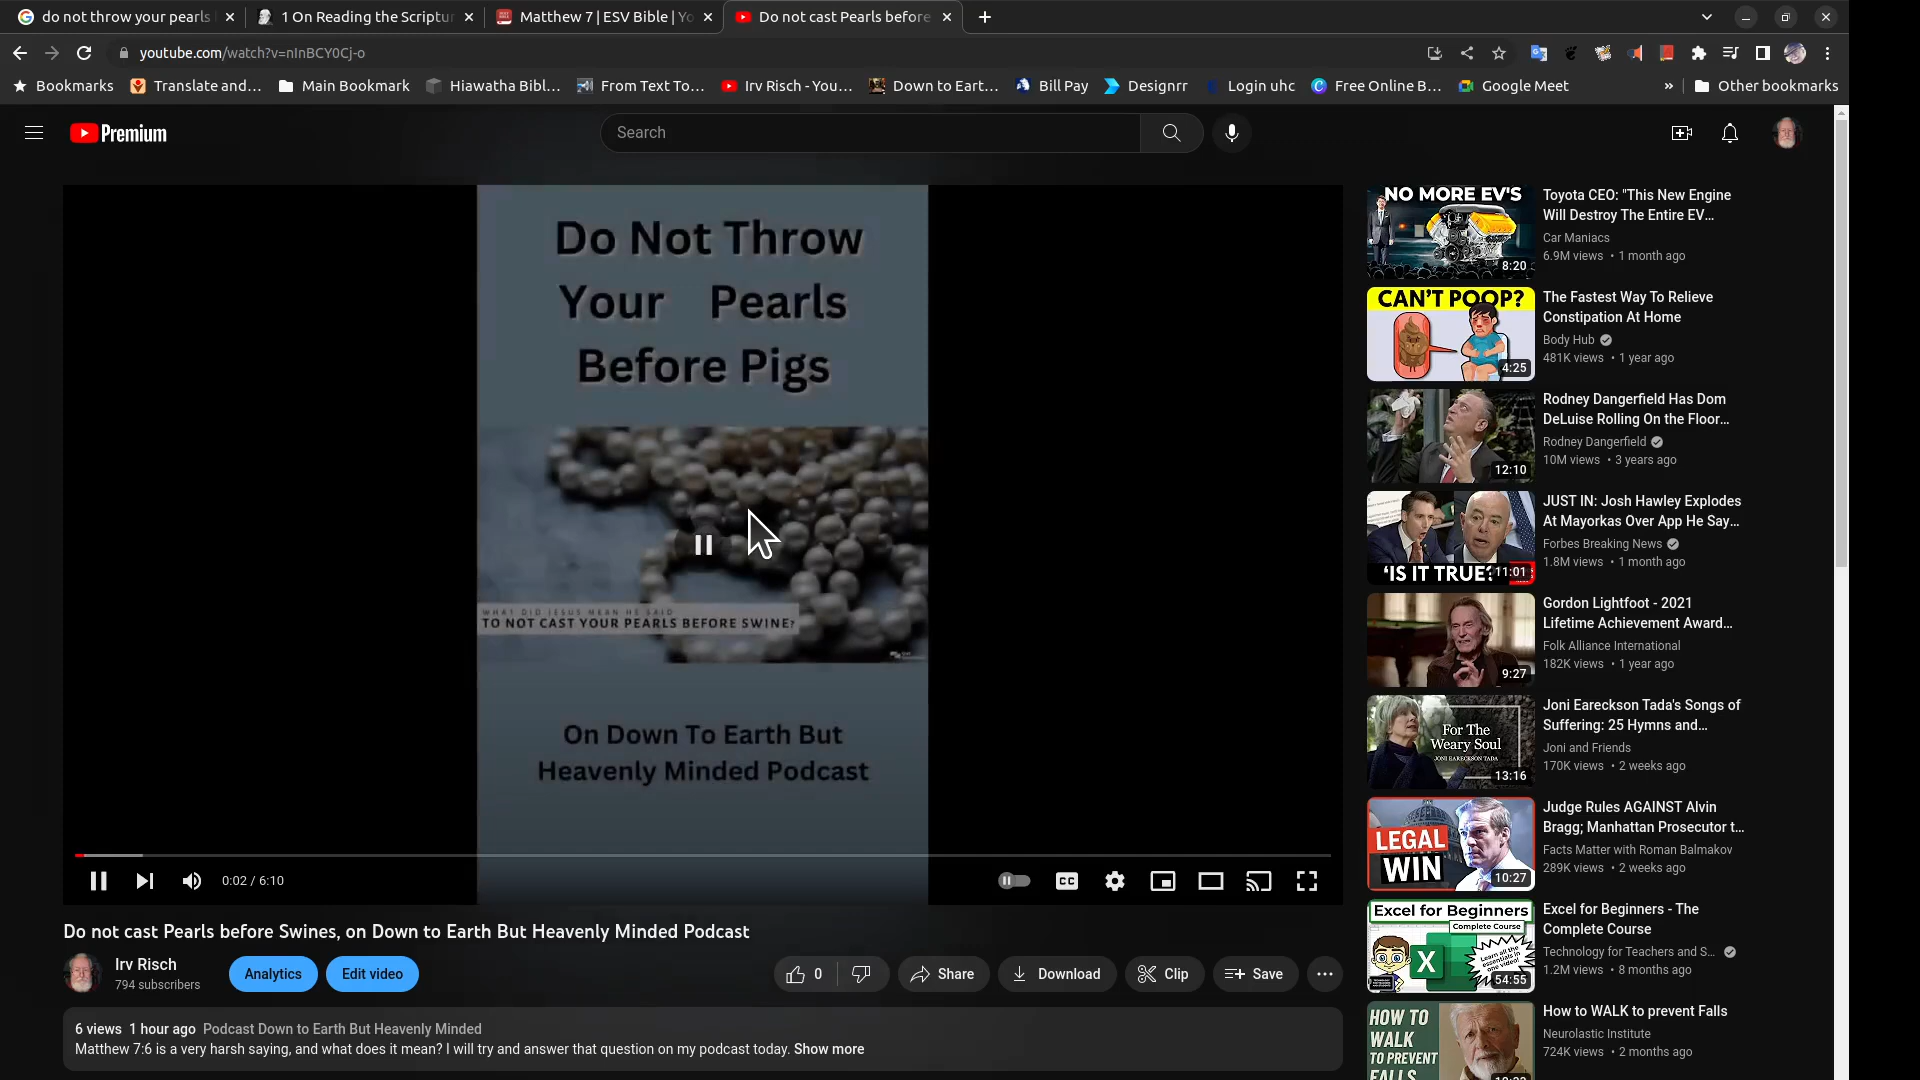 do not throw your pearls
1 On Reading the Scriptur
Matthew 7 | ESV Bible | Yo
Do not cast Pearls before
youtube.com/watch?v=nInBCY0Cj-o
Bookmarks
Translate and...
Main Bookmark
Hiawatha Bibl...
From Text To...
Irv Risch - You...
Down to Eart...
Bill Pay
Designrr
Login uhc
Free Online B...
Google Meet
»
Other bookmarks
Premium
Search
Do Not Throw
Your Pearls
Before Pigs
WHAT DID JESUS MEAN HE SAID
TO NOT CAST YOUR PEARLS BEFORE SWINE?
On Down To Earth But
Heavenly Minded Podcast
0:02 / 6:10
CC
Do not cast Pearls before Swines, on Down to Earth But Heavenly Minded Podcast
Irv Risch
794 subscribers
Analytics
Edit video
0
Share
Download
Clip
Save
6 views 1 hour ago Podcast Down to Earth But Heavenly Minded
Matthew 7:6 is a very harsh saying, and what does it mean? I will try and answer that question on my podcast today. Show more
NO MORE EV'S
8:20
Toyota CEO: "This New Engine
Will Destroy The Entire EV...
Car Maniacs
6.9M views • 1 month ago
CAN'T POOP?
4:25
The Fastest Way To Relieve
Constipation At Home
Body Hub
481K views • 1 year ago
12:10
Rodney Dangerfield Has Dom
DeLuise Rolling On the Floor...
Rodney Dangerfield
10M views • 3 years ago
'IS IT TRUE?
11:01
JUST IN: Josh Hawley Explodes
At Mayorkas Over App He Say...
Forbes Breaking News
1.8M views • 1 month ago
9:27
Gordon Lightfoot - 2021
Lifetime Achievement Award...
Folk Alliance International
182K views • 1 year ago
For The
Weary Soul
JONI EARECKSON TADA
13:16
Joni Eareckson Tada's Songs of
Suffering: 25 Hymns and...
Joni and Friends
170K views • 2 weeks ago
LEGAL
WIN
10:27
Judge Rules AGAINST Alvin
Bragg; Manhattan Prosecutor t...
Facts Matter with Roman Balmakov
289K views • 2 weeks ago
Excel for Beginners
Complete Course
X
Learn all the
essentials in
one video!
54:55
Excel for Beginners - The
Complete Course
Technology for Teachers and S...
1.2M views • 8 months ago
HOW TO
WALK
TO PREVENT
FALLS
How to WALK to prevent Falls
Neurolastic Institute
724K views • 2 months ago